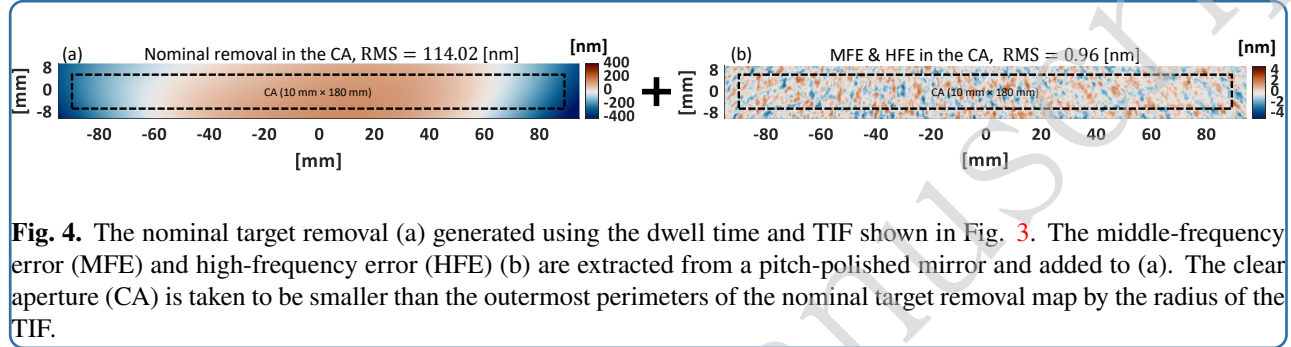 (a) Nominal removal in the CA, RMS = 114.02 [nm] [nm]
8 0 -8 [mm]
CA (10 mm × 180 mm)
400 200 0 -200 -400
-80 -60 -40 -20 0 20 40 60 80
[mm]
+
(b) MFE & HFE in the CA, RMS = 0.96 [nm] [nm]
8 0 -8 [mm]
CA (10 mm × 180 mm)
4 2 0 -2 -4
-80 -60 -40 -20 0 20 40 60 80
[mm]
Fig. 4. The nominal target removal (a) generated using the dwell time and TIF shown in Fig. 3. The middle-frequency
error (MFE) and high-frequency error (HFE) (b) are extracted from a pitch-polished mirror and added to (a). The clear
aperture (CA) is taken to be smaller than the outermost perimeters of the nominal target removal map by the radius of the
TIF.